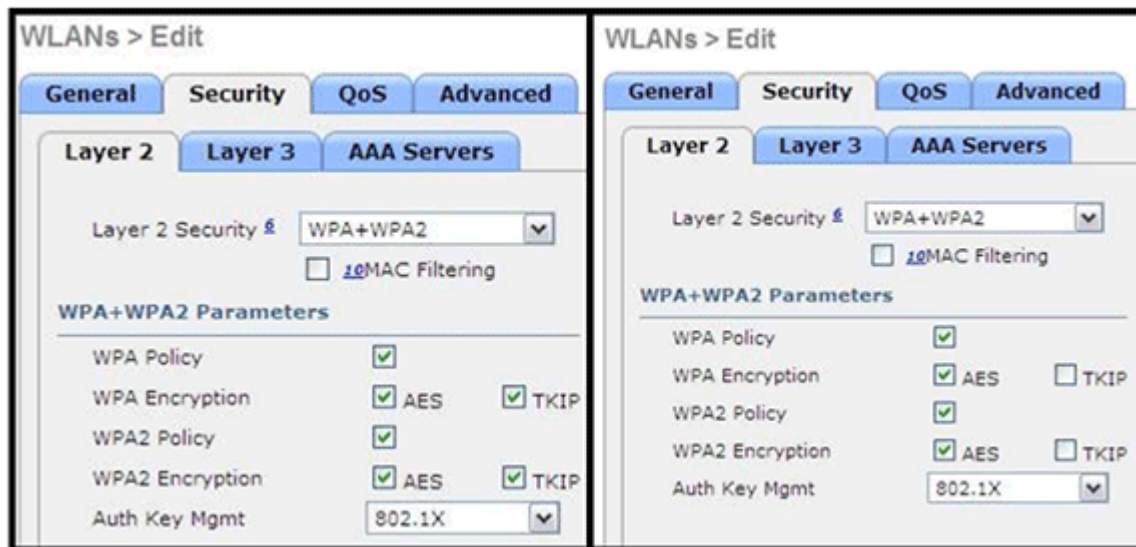 WLANs > Edit
General Security QoS Advanced
Layer 2 Layer 3 AAA Servers
Layer 2 Security 6 WPA+WPA2
10MAC Filtering
WPA+WPA2 Parameters
WPA Policy
WPA Encryption AES TKIP
WPA2 Policy
WPA2 Encryption AES TKIP
Auth Key Mgmt 802.1X
WLANs > Edit
General Security QoS Advanced
Layer 2 Layer 3 AAA Servers
Layer 2 Security 6 WPA+WPA2
10MAC Filtering
WPA+WPA2 Parameters
WPA Policy
WPA Encryption AES TKIP
WPA2 Policy
WPA2 Encryption AES TKIP
Auth Key Mgmt 802.1X